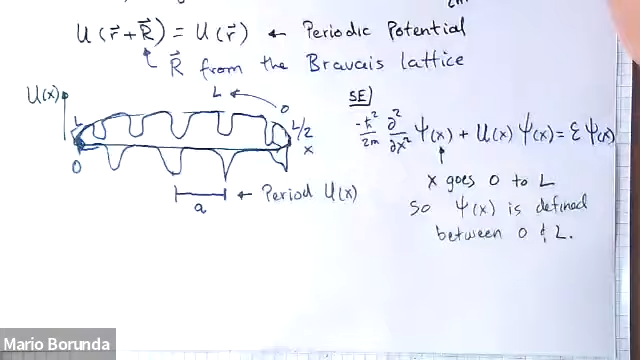 U(r⃗+R⃗) = U(r⃗) ← Periodic Potential
R⃗ from the Bravais lattice
U(x)
L
L
0
L/2
x
0
a
← Period U(x)
SE)
-ħ²/2m ∂²/∂x² Ψ(x) + U(x) Ψ(x) = ε Ψ(x)
x goes 0 to L
So Ψ(x) is defined
between 0 & L.
Mario Borunda